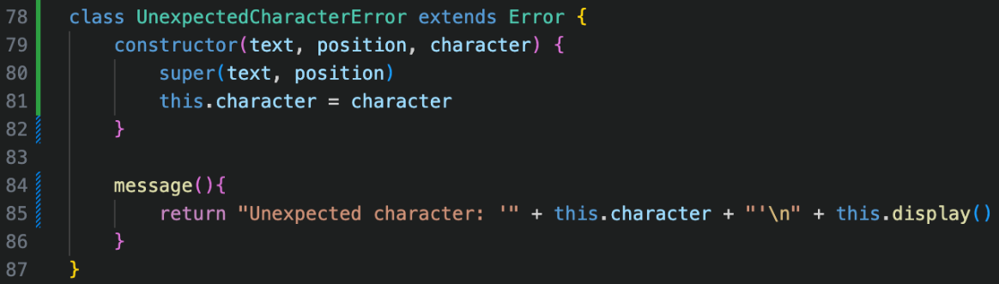 78 class UnexpectedCharacterError extends Error {
79 constructor(text, position, character) {
80 super(text, position)
81 this.character = character
82 }
83
84 message(){
85 return "Unexpected character: '" + this.character + "'\n" + this.display()
86 }
87 }